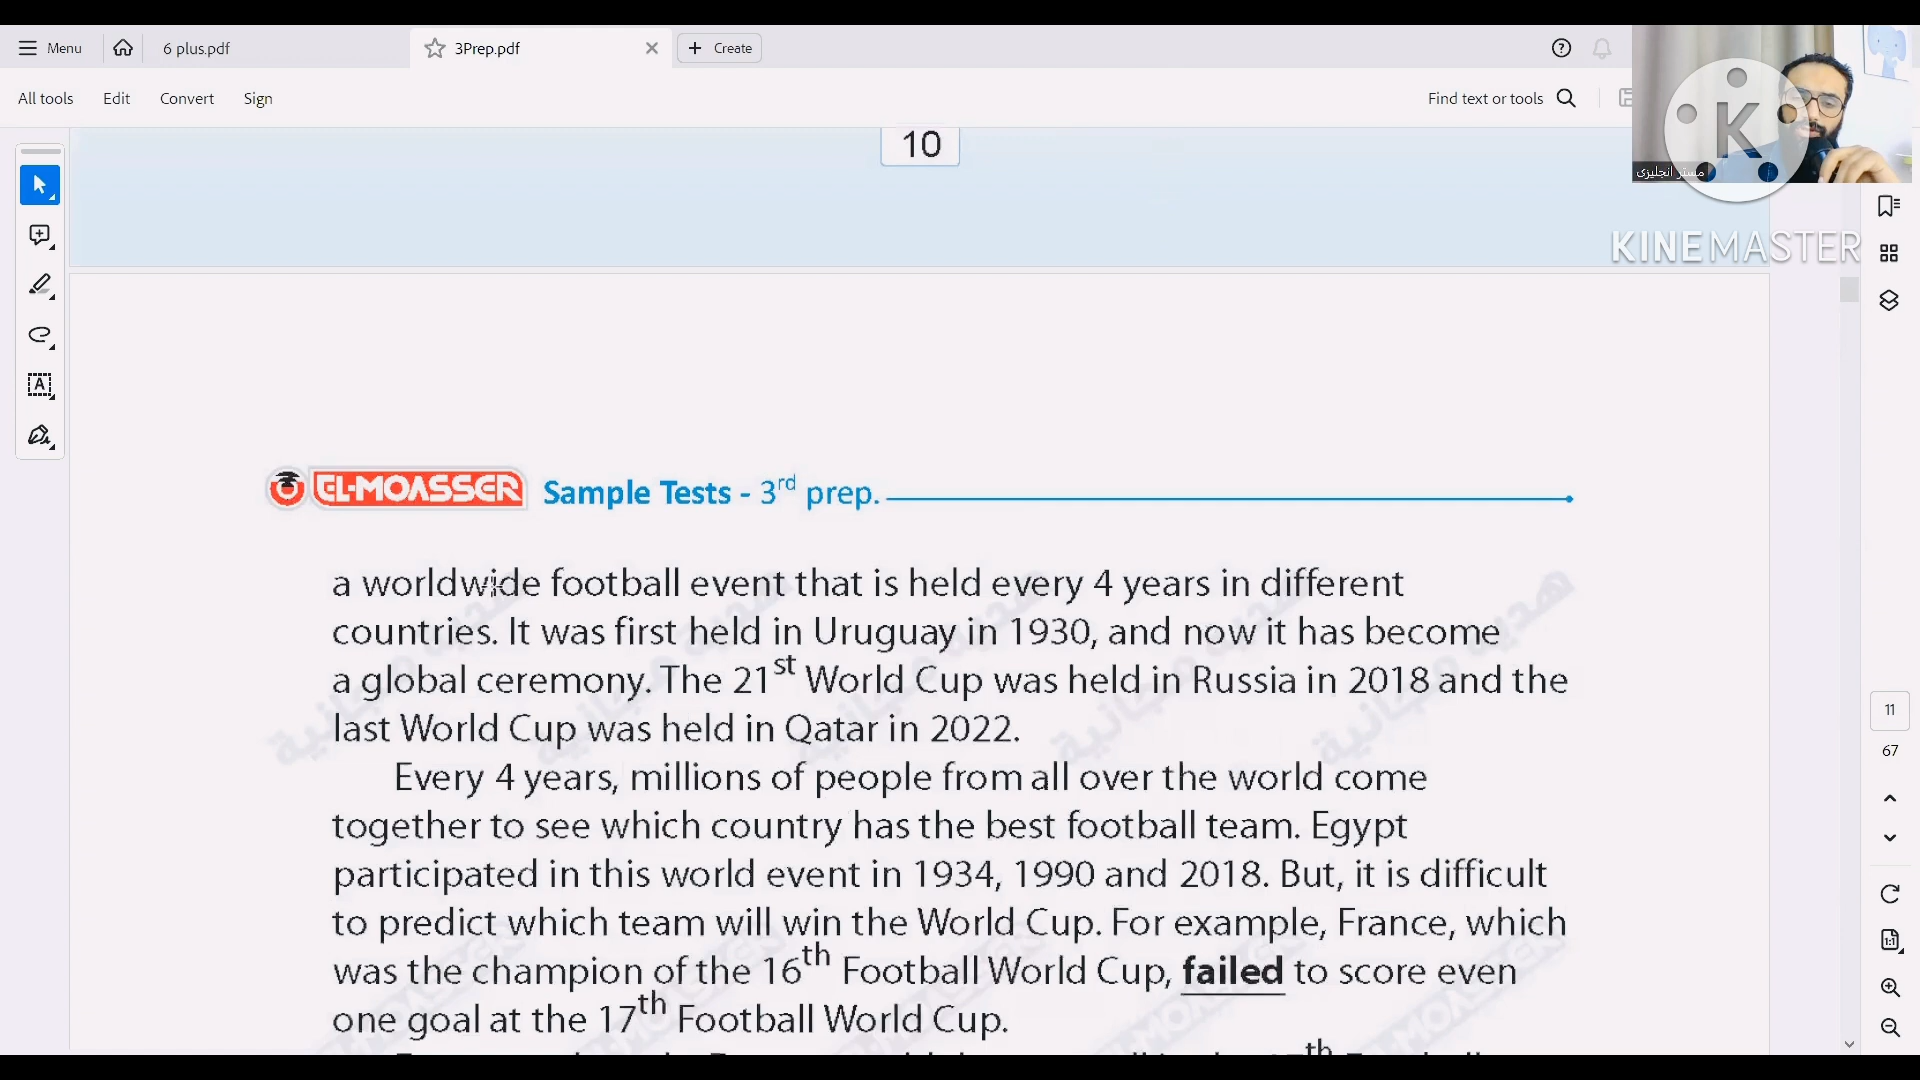 Menu
6 plus.pdf
3Prep.pdf
Create
All tools
Edit
Convert
Sign
Find text or tools
K
مستر انجليزى
KINEMASTER
10
EL-MOASSER Sample Tests - 3rd prep.
a worldwide football event that is held every 4 years in different
countries. It was first held in Uruguay in 1930, and now it has become
a global ceremony. The 21st World Cup was held in Russia in 2018 and the
last World Cup was held in Qatar in 2022.
Every 4 years, millions of people from all over the world come
together to see which country has the best football team. Egypt
participated in this world event in 1934, 1990 and 2018. But, it is difficult
to predict which team will win the World Cup. For example, France, which
was the champion of the 16th Football World Cup, failed to score even
one goal at the 17th Football World Cup.
هدية مجانية
11
67